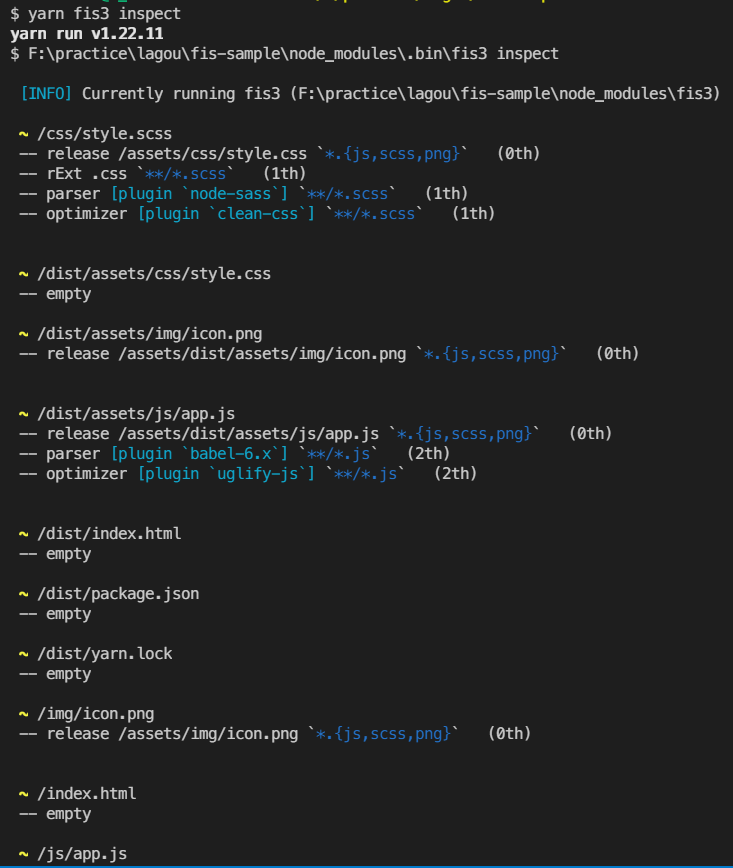 $ yarn fis3 inspect
yarn run v1.22.11
$ F:\practice\lagou\fis-sample\node_modules\.bin\fis3 inspect
[INFO] Currently running fis3 (F:\practice\lagou\fis-sample\node_modules\fis3)
~ /css/style.scss
-- release /assets/css/style.css `*.{js,scss,png}` (0th)
-- rExt .css `**/*.scss` (1th)
-- parser [plugin `node-sass`] `**/*.scss` (1th)
-- optimizer [plugin `clean-css`] `**/*.scss` (1th)
~ /dist/assets/css/style.css
-- empty
~ /dist/assets/img/icon.png
-- release /assets/dist/assets/img/icon.png `*.{js,scss,png}` (0th)
~ /dist/assets/js/app.js
-- release /assets/dist/assets/js/app.js `*.{js,scss,png}` (0th)
-- parser [plugin `babel-6.x`] `**/*.js` (2th)
-- optimizer [plugin `uglify-js`] `**/*.js` (2th)
~ /dist/index.html
-- empty
~ /dist/package.json
-- empty
~ /dist/yarn.lock
-- empty
~ /img/icon.png
-- release /assets/img/icon.png `*.{js,scss,png}` (0th)
~ /index.html
-- empty
~ /js/app.js